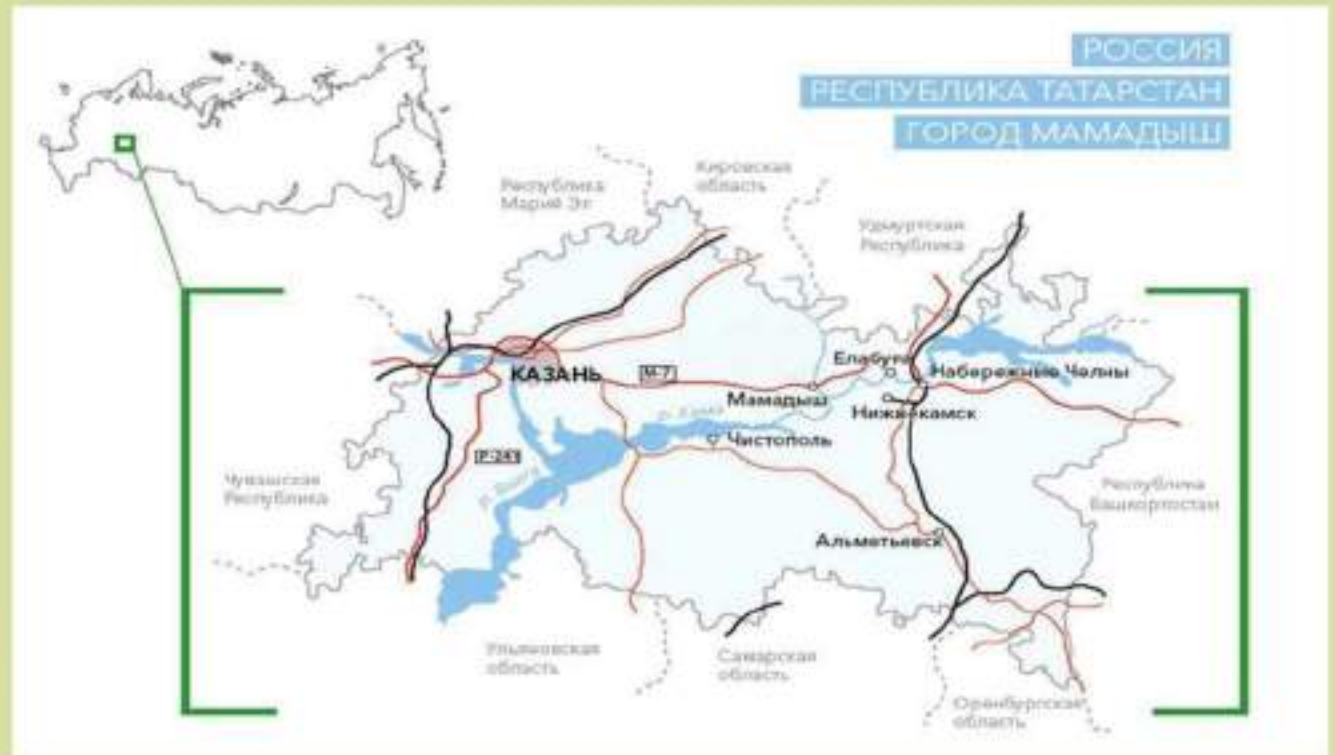 РОССИЯ
РЕСПУБЛИКА ТАТАРСТАН
ГОРОД МАМАДЫШ
Кировская
область
Республика
Марий Эл
Удмуртская
Республика
Елабуга
КАЗАНЬ
М-7
Набережные Челны
Мамадыш
Нижнекамск
р. Кама
Чистополь
Р-241
р. Волга
Чувашская
Республика
Республика
Башкортостан
Альметьевск
Ульяновская
область
Самарская
область
Оренбургская
область